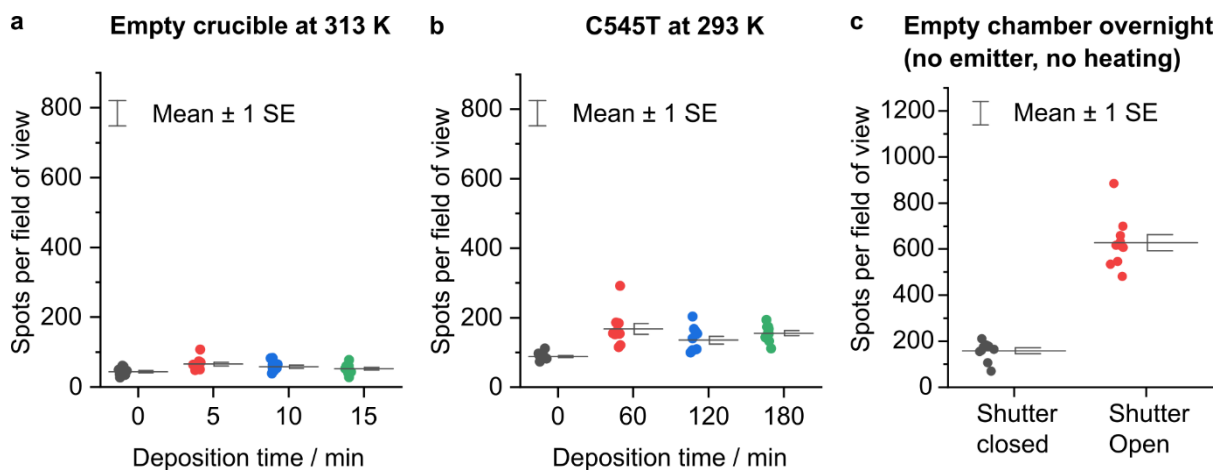 a Empty crucible at 313 K
Mean ± 1 SE
Spots per field of view
800
600
400
200
0
0 5 10 15
Deposition time / min
b C545T at 293 K
Mean ± 1 SE
Spots per field of view
800
600
400
200
0
0 60 120 180
Deposition time / min
c Empty chamber overnight
(no emitter, no heating)
Mean ± 1 SE
Spots per field of view
1200
1000
800
600
400
200
0
Shutter
closed
Shutter
Open